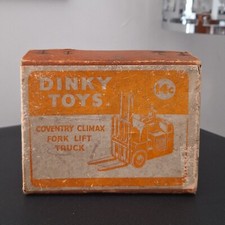 DINKY
TOYS
14c
COVENTRY CLIMAX
FORK LIFT
TRUCK